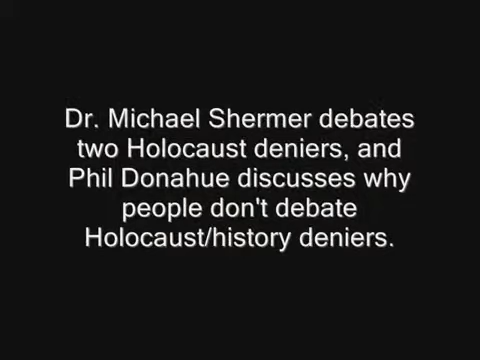 Dr. Michael Shermer debates
two Holocaust deniers, and
Phil Donahue discusses why
people don't debate
Holocaust/history deniers.